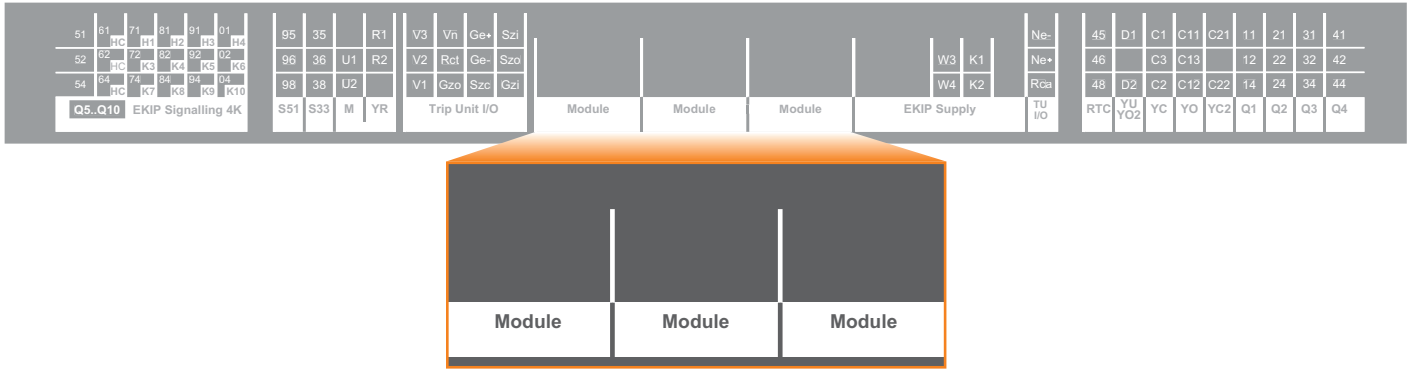 51 61 71 81 91 01 95 35 R1 V3 Vn Ge+ Szi Ne- 45 D1 C1 C11 C21 11 21 31 41
HC H1 H2 H3 H4
52 62 72 82 92 02 96 36 U1 R2 V2 Rct Ge- Szo W3 K1 Ne+ 46 C3 C13 12 22 32 42
HC K3 K4 K5 K6
54 64 74 84 94 04 98 38 U2 V1 Gzo Szc Gzi W4 K2 48 D2 C2 C12 C22 14 24 34 44
HC K7 K8 K9 K10
Q5..Q10 EKIP Signalling 4K S51 S33 M YR Trip Unit I/O Module Module Module EKIP Supply TU I/O RTC YU YO2 YC YO YC2 Q1 Q2 Q3 Q4
Module Module Module